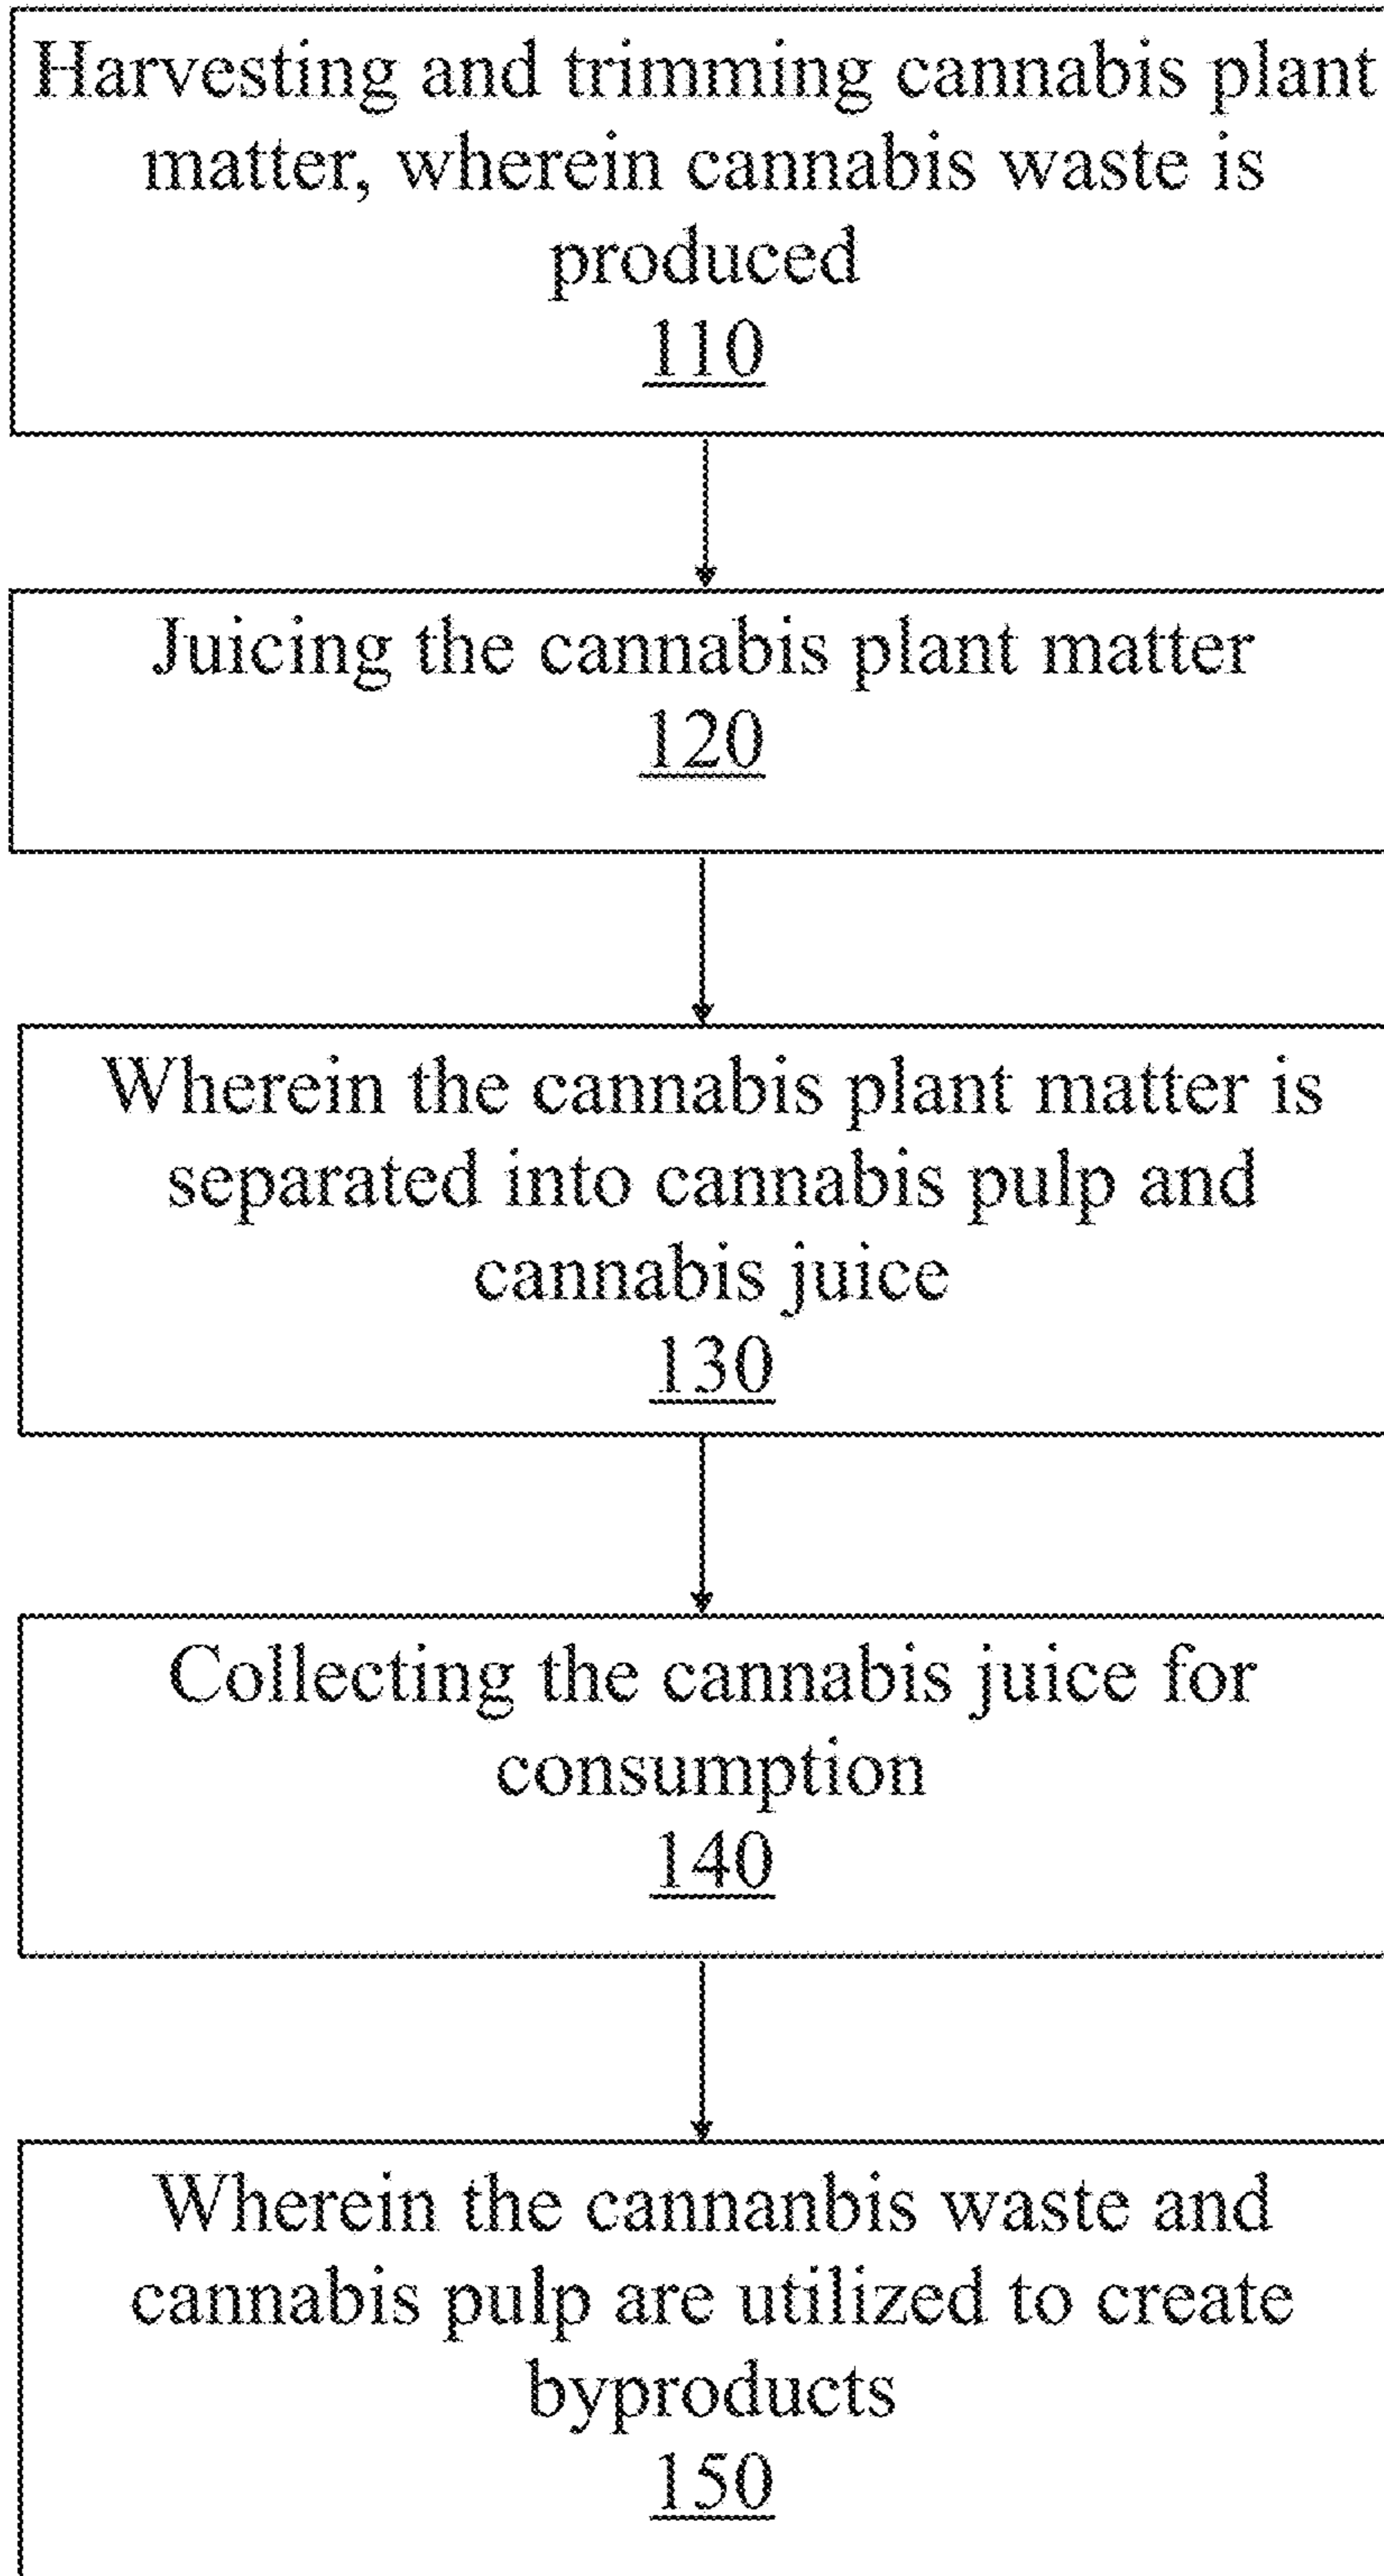 Harvesting and trimming cannabis plant
matter, wherein cannabis waste is
produced
110
Juicing the cannabis plant matter
120
Wherein the cannabis plant matter is
separated into cannabis pulp and
cannabis juice
130
Collecting the cannabis juice for
consumption
140
Wherein the cannanbis waste and
cannabis pulp are utilized to create
byproducts
150